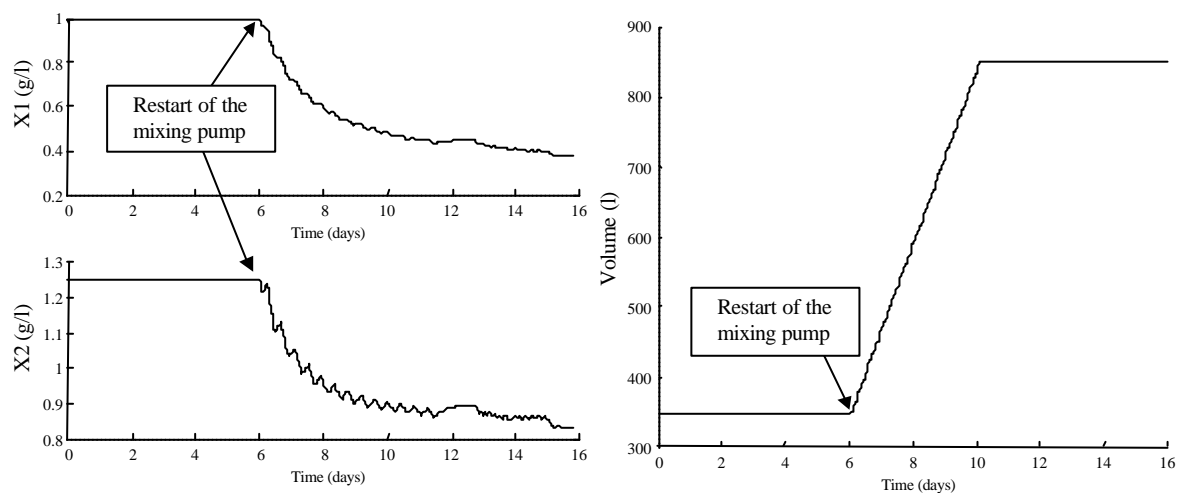 1
0.8
0.6
0.4
0.2
X1 (g/l)
0 2 4 6 8 10 12 14 16
Time (days)
Restart of the
mixing pump
1.3
1.2
1.1
1
0.9
0.8
X2 (g/l)
0 2 4 6 8 10 12 14 16
Time (days)
900
800
700
600
500
400
300
Volume (l)
Restart of the
mixing pump
0 2 4 6 8 10 12 14 16
Time (days)